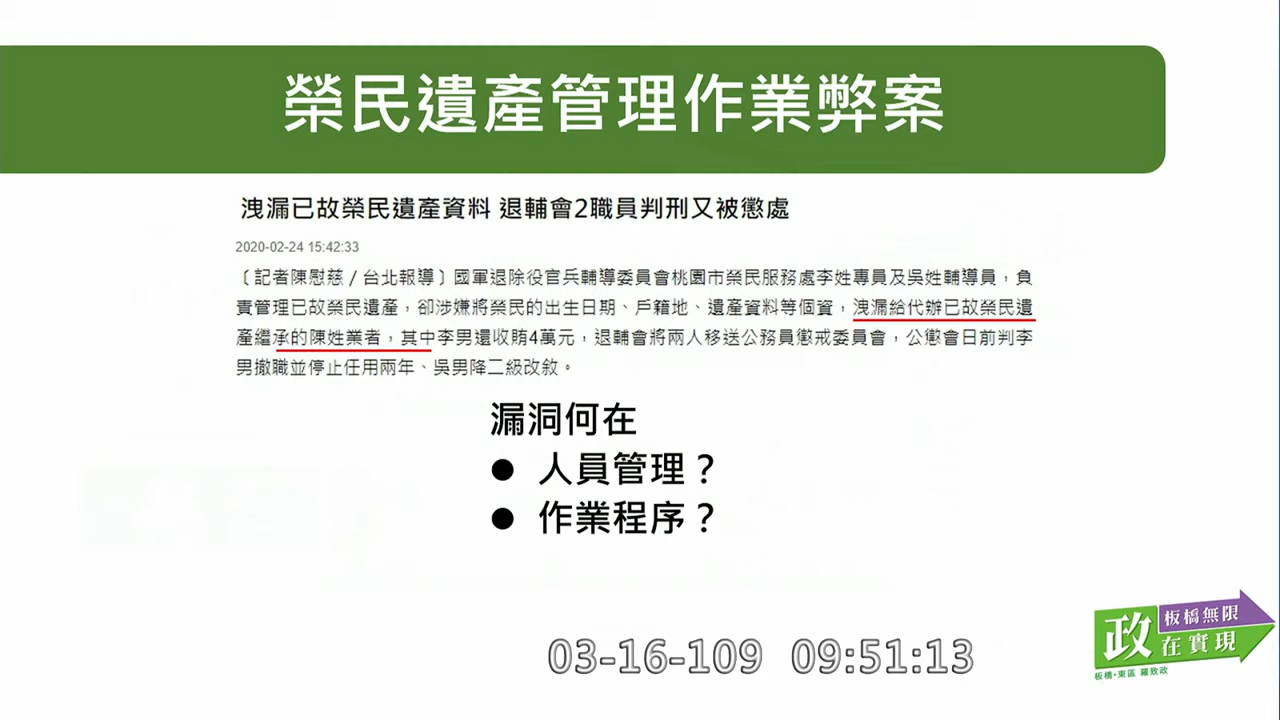 榮民遺產管理作業弊案
洩漏已故榮民遺產資料 退輔會2職員判刑又被懲處
2020-02-24 15:42:33
〔記者陳慰慈／台北報導〕國軍退除役官兵輔導委員會桃園市榮民服務處李姓專員及吳姓輔導員，負
責管理已故榮民遺產，卻涉嫌將榮民的出生日期、戶籍地、遺產資料等個資，洩漏給代辦已故榮民遺
產繼承的陳姓業者，其中李男還收賄4萬元，退輔會將兩人移送公務員懲戒委員會，公懲會日前判李
男撤職並停止任用兩年、吳男降二級改敘。
漏洞何在
● 人員管理？
● 作業程序？
政 板橋無限
在實現
板橋•東區 羅致政
03-16-109 09:51:13